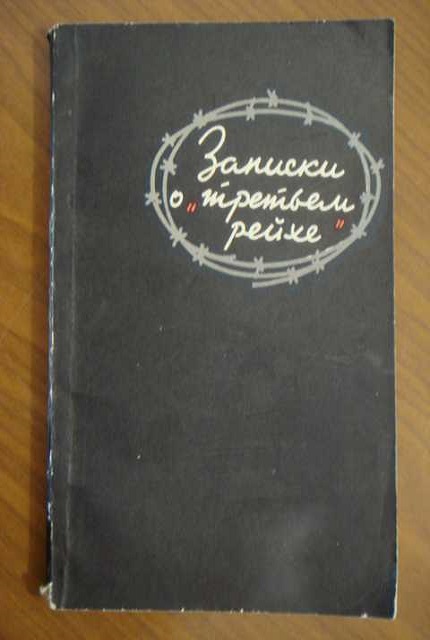 Записки
о "третьем
рейхе"